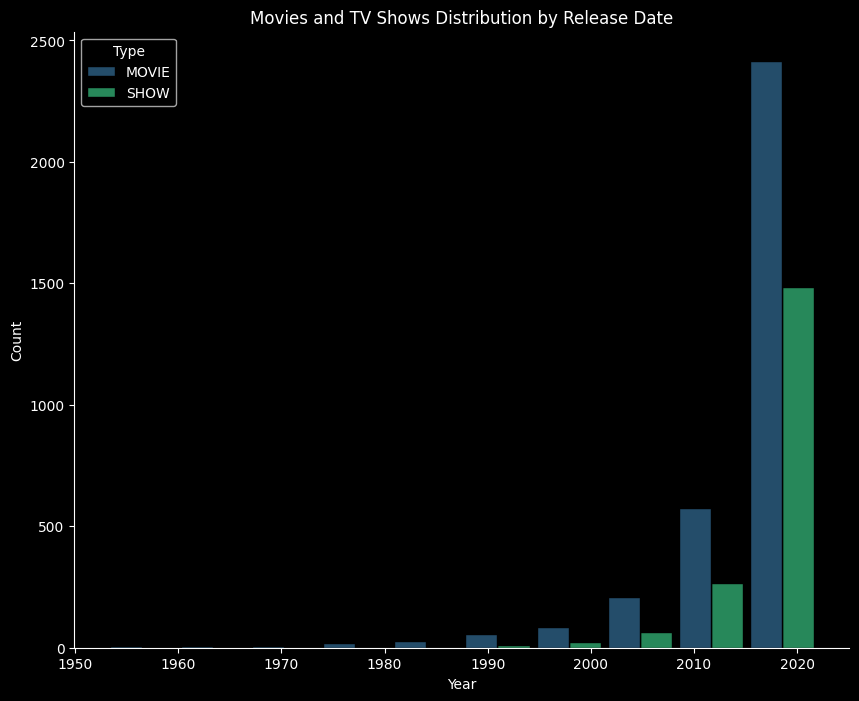 Movies and TV Shows Distribution by Release Date
Type
MOVIE
SHOW
2500
2000
1500
1000
500
0
Count
1950 1960 1970 1980 1990 2000 2010 2020
Year